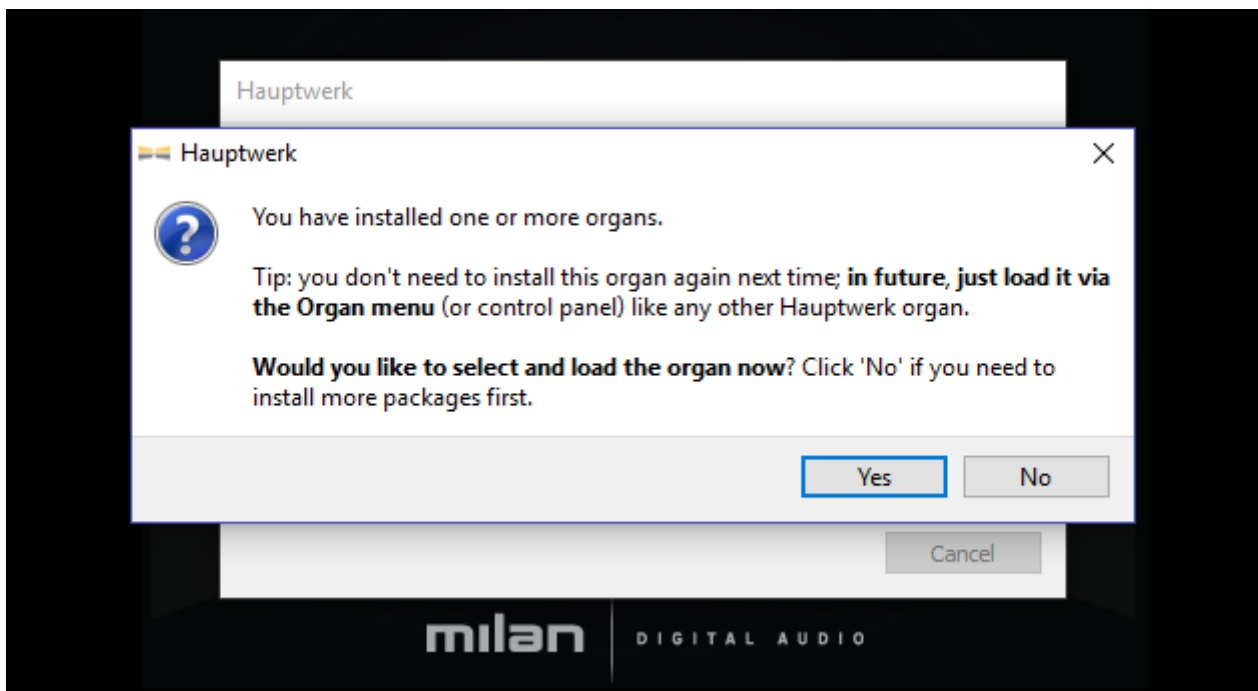 Hauptwerk
Hauptwerk
You have installed one or more organs.
Tip: you don't need to install this organ again next time; in future, just load it via
the Organ menu (or control panel) like any other Hauptwerk organ.
Would you like to select and load the organ now? Click 'No' if you need to
install more packages first.
Yes No
Cancel
milan DIGITAL AUDIO